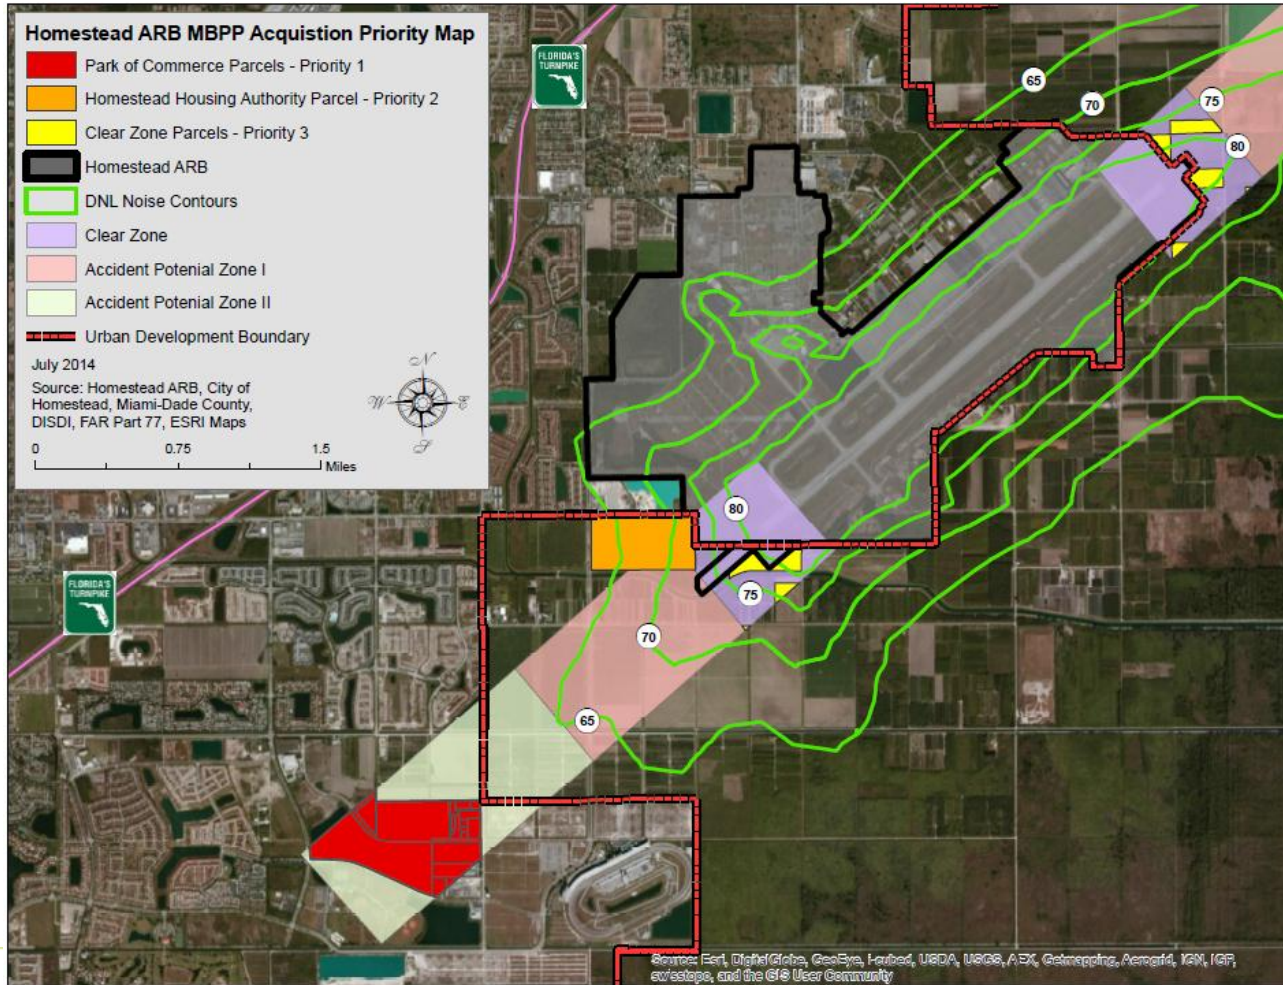 Homestead ARB MBPP Acquistion Priority Map
Park of Commerce Parcels - Priority 1
Homestead Housing Authority Parcel - Priority 2
Clear Zone Parcels - Priority 3
Homestead ARB
DNL Noise Contours
Clear Zone
Accident Potenial Zone I
Accident Potenial Zone II
Urban Development Boundary
July 2014
Source: Homestead ARB, City of
Homestead, Miami-Dade County,
DISDI, FAR Part 77, ESRI Maps
N
W E
S
0 0.75 1.5
Miles
FLORIDA'S
TURNPIKE
65
70
75
80
80
75
70
65
FLORIDA'S
TURNPIKE
Source: Esri, DigitalGlobe, GeoEye, i-cubed, USDA, USGS, AEX, Getmapping, Aerogrid, IGN, IGP,
swisstopo, and the GIS User Community